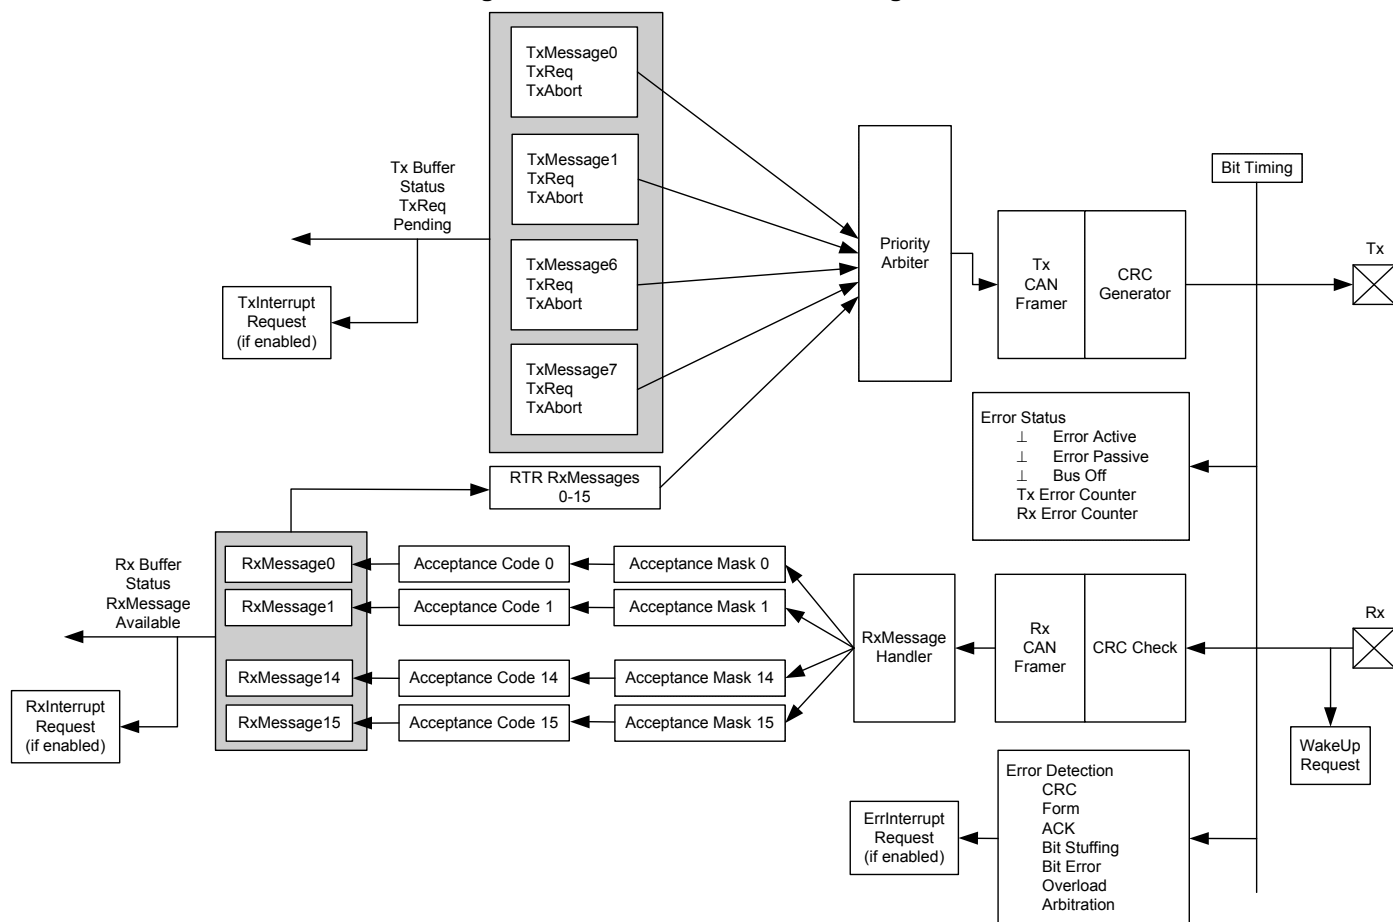 TxMessage0
TxReq
TxAbort
TxMessage1
TxReq
TxAbort
TxMessage6
TxReq
TxAbort
TxMessage7
TxReq
TxAbort
Tx Buffer
Status
TxReq
Pending
TxInterrupt
Request
(if enabled)
Priority
Arbiter
Tx
CAN
Framer
CRC
Generator
Bit Timing
Tx
Error Status
⊥ Error Active
⊥ Error Passive
⊥ Bus Off
Tx Error Counter
Rx Error Counter
RTR RxMessages
0-15
Rx Buffer
Status
RxMessage
Available
RxInterrupt
Request
(if enabled)
RxMessage0
Acceptance Code 0
Acceptance Mask 0
RxMessage1
Acceptance Code 1
Acceptance Mask 1
RxMessage14
Acceptance Code 14
Acceptance Mask 14
RxMessage15
Acceptance Code 15
Acceptance Mask 15
RxMessage
Handler
Rx
CAN
Framer
CRC Check
Rx
WakeUp
Request
ErrInterrupt
Request
(if enabled)
Error Detection
CRC
Form
ACK
Bit Stuffing
Bit Error
Overload
Arbitration